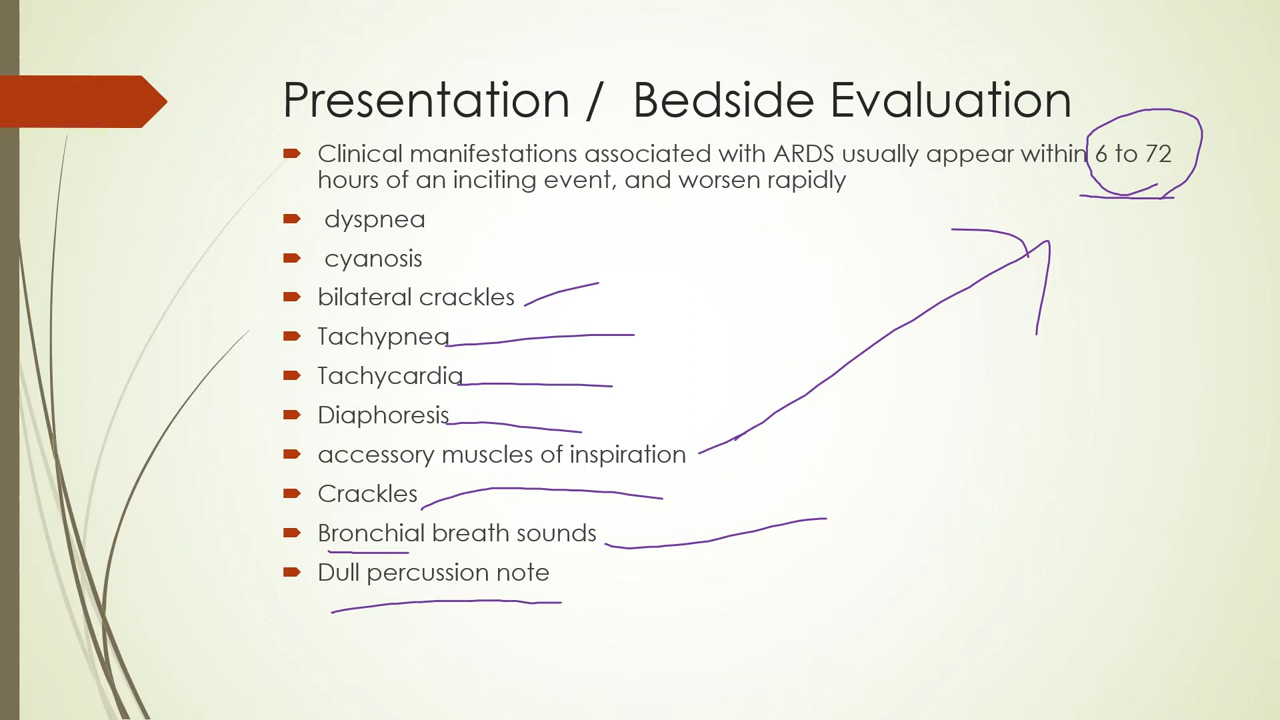 Presentation / Bedside Evaluation
Clinical manifestations associated with ARDS usually appear within 6 to 72
hours of an inciting event, and worsen rapidly
dyspnea
cyanosis
bilateral crackles
Tachypnea
Tachycardia
Diaphoresis
accessory muscles of inspiration
Crackles
Bronchial breath sounds
Dull percussion note